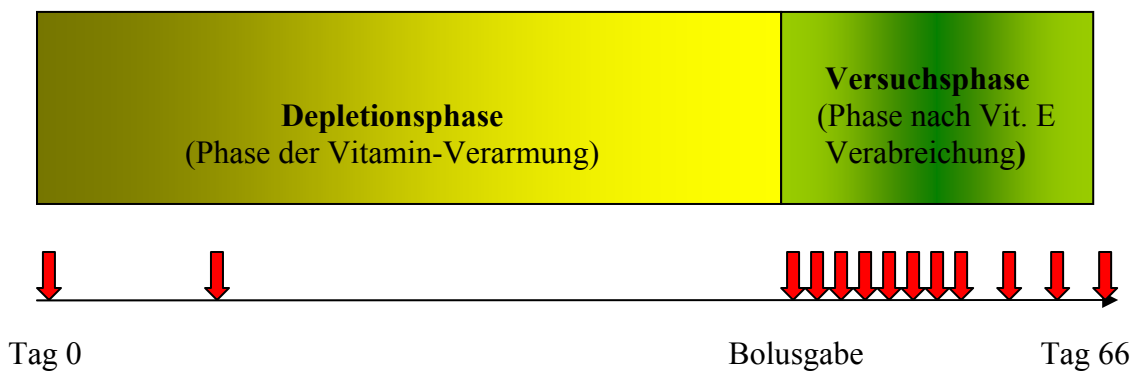 Depletionsphase
(Phase der Vitamin-Verarmung)
Versuchsphase
(Phase nach Vit. E
Verabreichung)
Tag 0
Bolusgabe
Tag 66